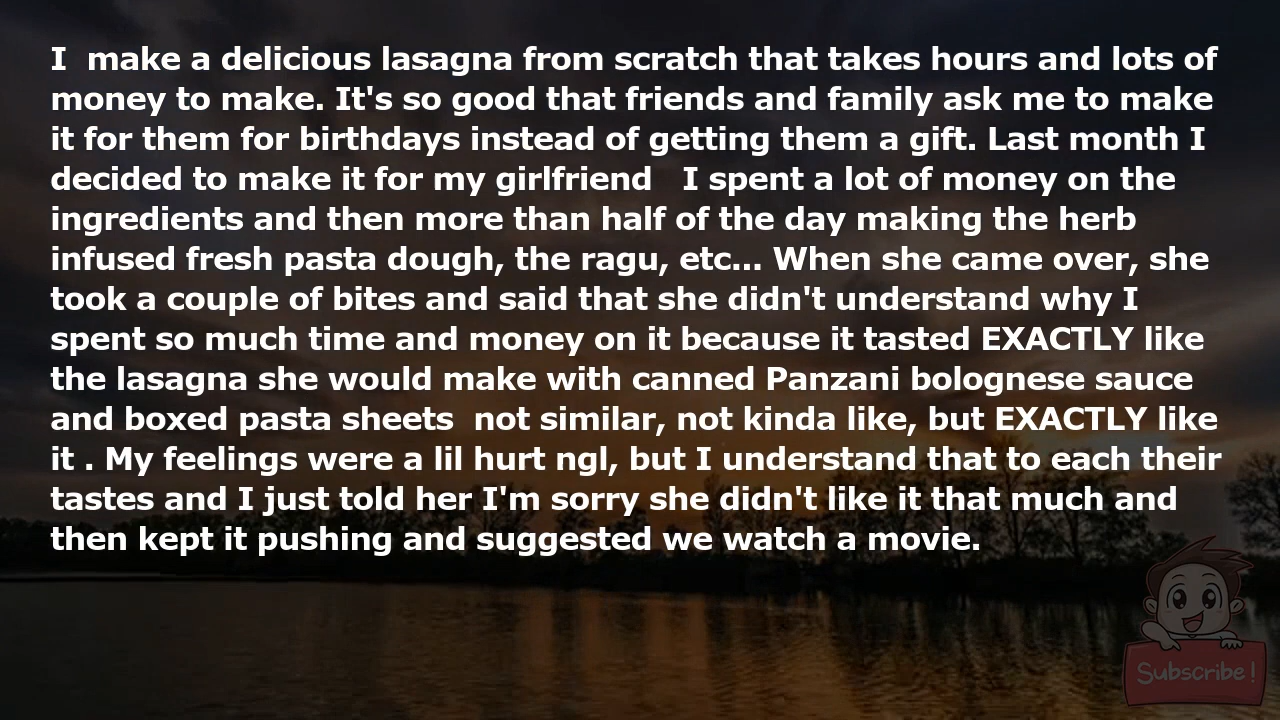 I  make a delicious lasagna from scratch that takes hours and lots of
money to make. It's so good that friends and family ask me to make
it for them for birthdays instead of getting them a gift. Last month I
decided to make it for my girlfriend   I spent a lot of money on the
ingredients and then more than half of the day making the herb
infused fresh pasta dough, the ragu, etc... When she came over, she
took a couple of bites and said that she didn't understand why I
spent so much time and money on it because it tasted EXACTLY like
the lasagna she would make with canned Panzani bolognese sauce
and boxed pasta sheets  not similar, not kinda like, but EXACTLY like
it . My feelings were a lil hurt ngl, but I understand that to each their
tastes and I just told her I'm sorry she didn't like it that much and
then kept it pushing and suggested we watch a movie.
Subscribe!